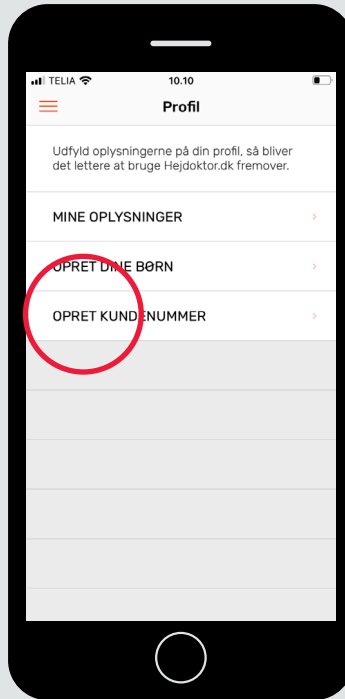 TELIA 10.10
Profil
Udfyld oplysningerne på din profil, så bliver
det lettere at bruge Hejdoktor.dk fremover.
MINE OPLYSNINGER
OPRET DINE BØRN
OPRET KUNDENUMMER